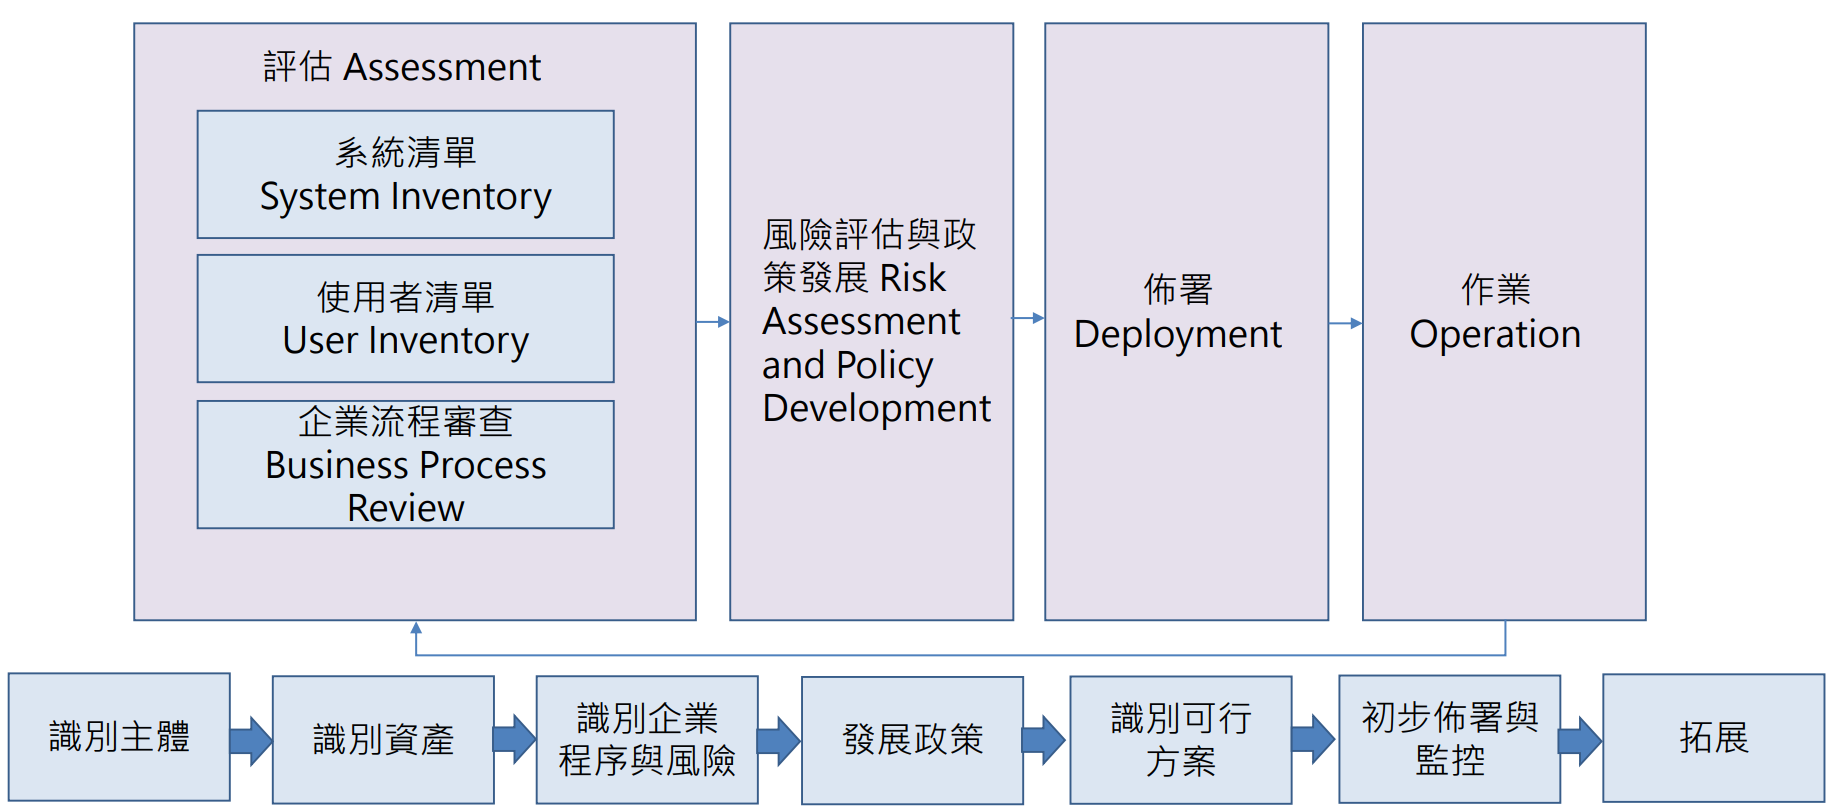 評估 Assessment
系統清單
System Inventory
使用者清單
User Inventory
企業流程審查
Business Process
Review
風險評估與政
策發展 Risk
Assessment
and Policy
Development
佈署
Deployment
作業
Operation
識別主體
識別資產
識別企業
程序與風險
發展政策
識別可行
方案
初步佈署與
監控
拓展